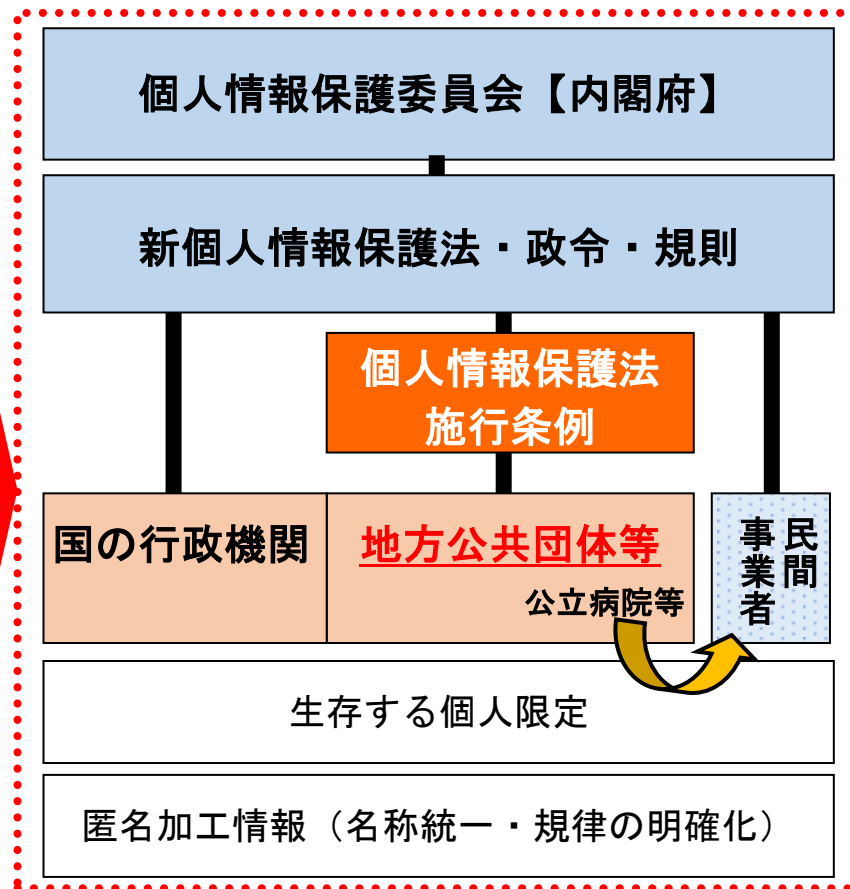 個人情報保護委員会【内閣府】
新個人情報保護法・政令・規則
個人情報保護法
施行条例
国の行政機関
地方公共団体等
公立病院等
民間
事業者
生存する個人限定
匿名加工情報（名称統一・規律の明確化）